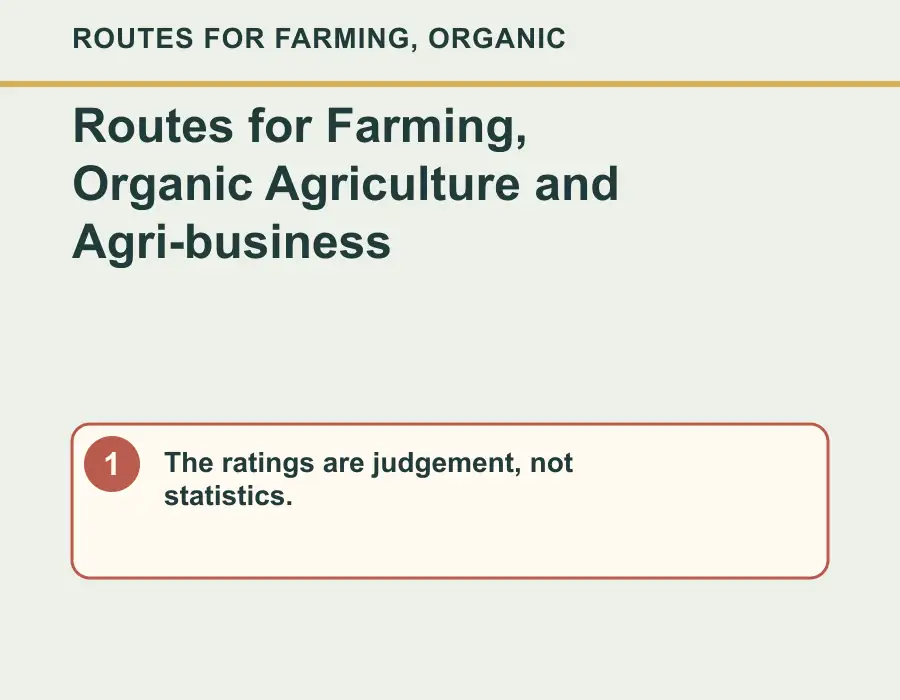 ROUTES FOR FARMING, ORGANIC
Routes for Farming,
Organic Agriculture and
Agri-business
1
The ratings are judgement, not
statistics.